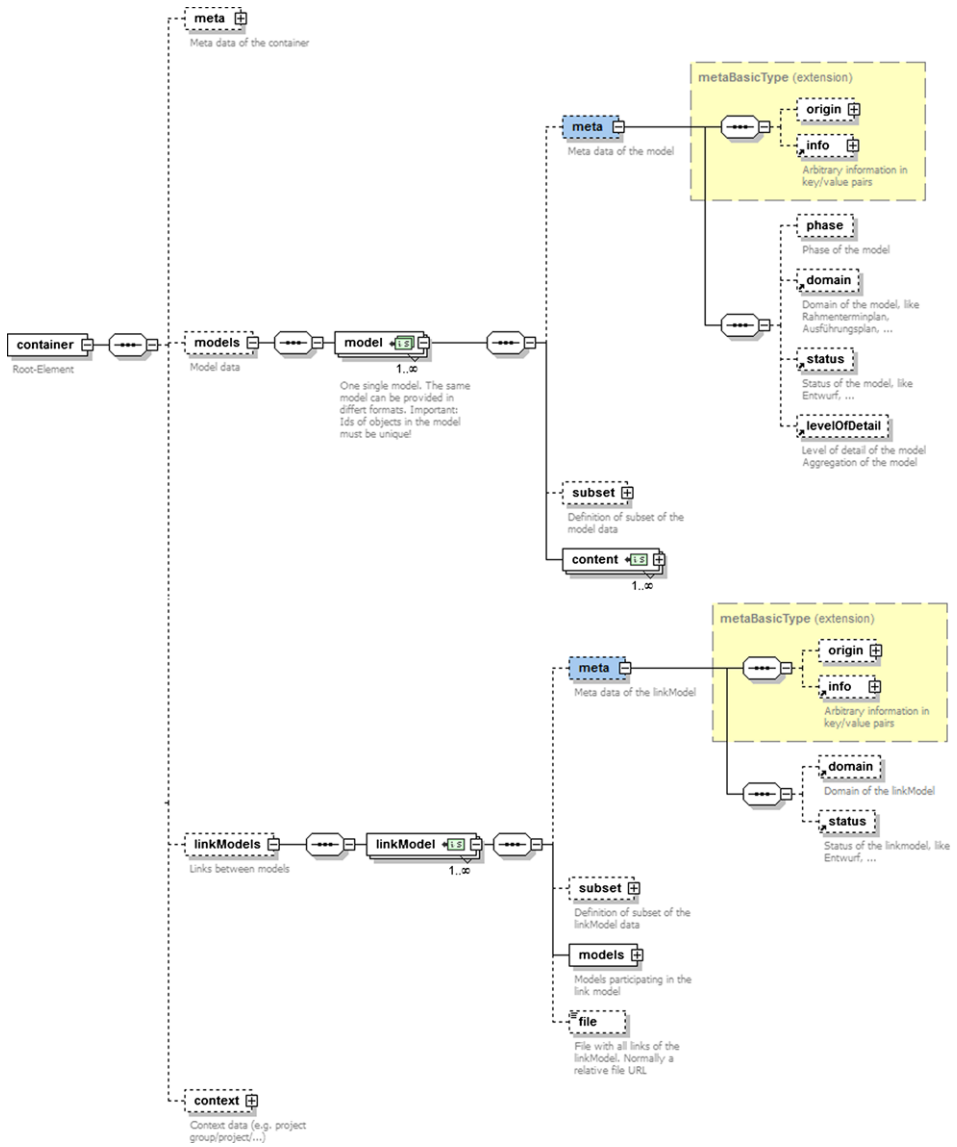 meta
Meta data of the container
metaBasicType (extension)
origin
meta
info
Meta data of the model
Arbitrary information in
key/value pairs
phase
Phase of the model
domain
Domain of the model, like
Rahmenterminplan,
Ausführungsplan, ...
container
Root-Element
models
Model data
model
1..∞
One single model. The same
model can be provided in
differt formats. Important:
Ids of objects in the model
must be unique!
status
Status of the model, like
Entwurf, ...
levelOfDetail
Level of detail of the model
Aggregation of the model
subset
Definition of subset of the
model data
content
1..∞
metaBasicType (extension)
origin
meta
info
Meta data of the linkModel
Arbitrary information in
key/value pairs
domain
Domain of the linkModel
status
Status of the linkmodel, like
Entwurf, ...
linkModels
Links between models
linkModel
1..∞
subset
Definition of subset of the
linkModel data
models
Models participating in the
link model
file
File with all links of the
linkModel. Normally a
relative file URL
context
Context data (e.g. project
group/project/...)